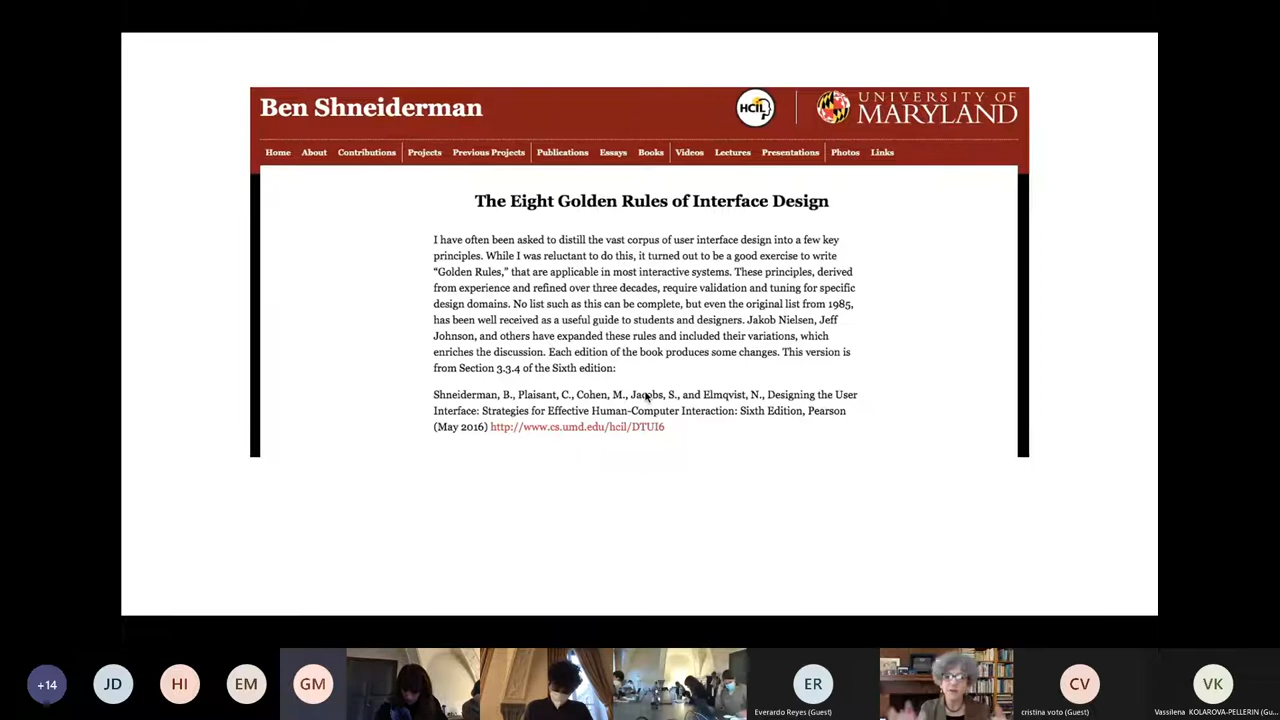 Ben Shneiderman
HCIL
UNIVERSITY OF
MARYLAND
Home About Contributions Projects Previous Projects Publications Essays Books Videos Lectures Presentations Photos Links
The Eight Golden Rules of Interface Design
I have often been asked to distill the vast corpus of user interface design into a few key
principles. While I was reluctant to do this, it turned out to be a good exercise to write
“Golden Rules,” that are applicable in most interactive systems. These principles, derived
from experience and refined over three decades, require validation and tuning for specific
design domains. No list such as this can be complete, but even the original list from 1985,
has been well received as a useful guide to students and designers. Jakob Nielsen, Jeff
Johnson, and others have expanded these rules and included their variations, which
enriches the discussion. Each edition of the book produces some changes. This version is
from Section 3.3.4 of the Sixth edition:
Shneiderman, B., Plaisant, C., Cohen, M., Jacobs, S., and Elmqvist, N., Designing the User
Interface: Strategies for Effective Human-Computer Interaction: Sixth Edition, Pearson
(May 2016) http://www.cs.umd.edu/hcil/DTUI6
+14 JD HI EM GM ER CV VK
Everardo Reyes (Guest) cristina voto (Guest) Vassilena KOLAROVA-PELLERIN (Gu...